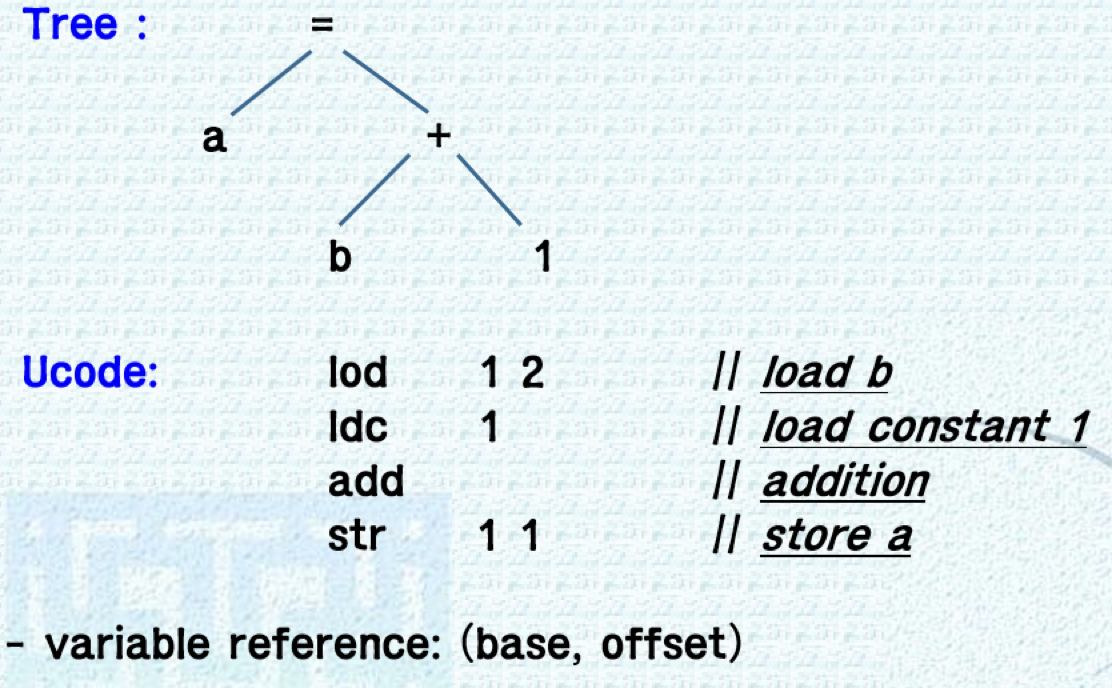 Tree :
=
a +
b 1
Ucode: lod 1 2 // load b
ldc 1 // load constant 1
add // addition
str 1 1 // store a
- variable reference: (base, offset)